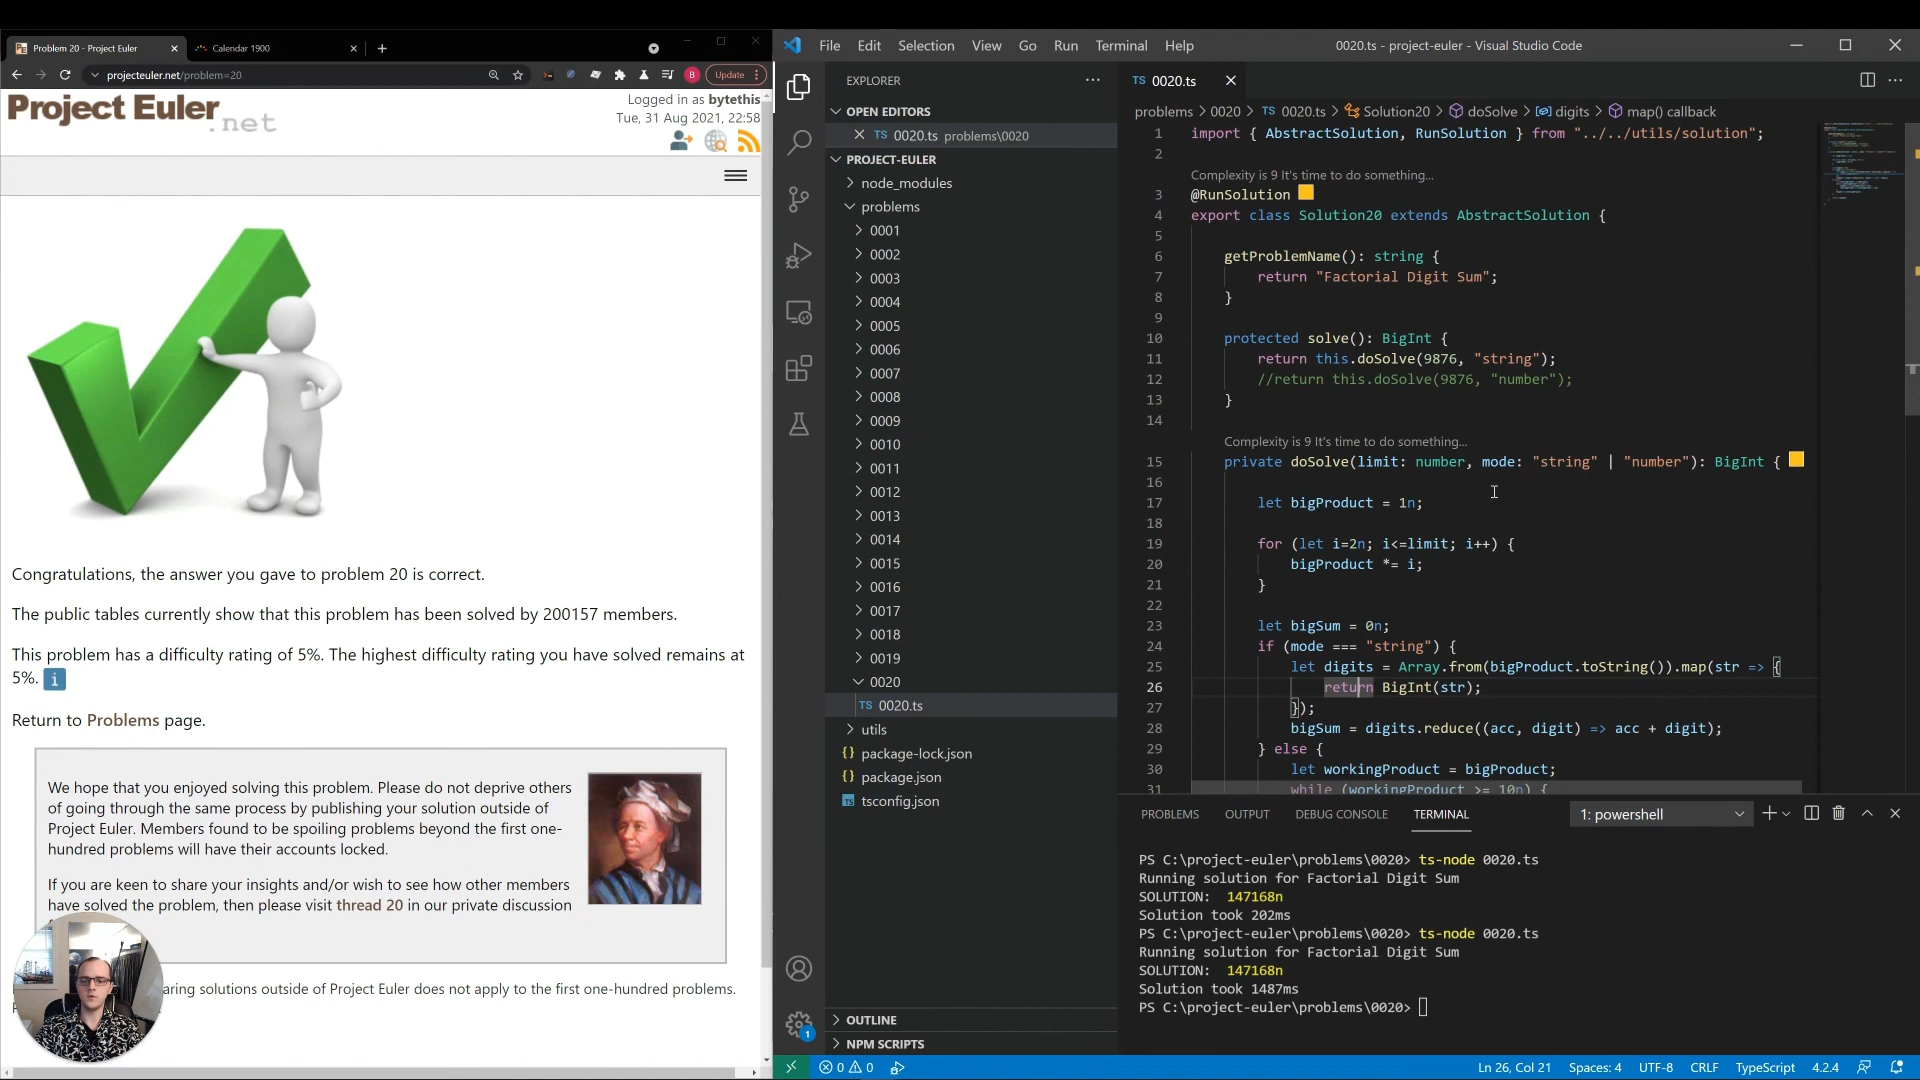 Problem 20 - Project Euler
Calendar 1900
projecteuler.net/problem=20
B
Update
Project Euler
.net
Logged in as bytethis
Tue, 31 Aug 2021, 22:58
Congratulations, the answer you gave to problem 20 is correct.
The public tables currently show that this problem has been solved by 200157 members.
This problem has a difficulty rating of 5%. The highest difficulty rating you have solved remains at
5%. i
Return to Problems page.
We hope that you enjoyed solving this problem. Please do not deprive others
of going through the same process by publishing your solution outside of
Project Euler. Members found to be spoiling problems beyond the first one-
hundred problems will have their accounts locked.
If you are keen to share your insights and/or wish to see how other members
have solved the problem, then please visit thread 20 in our private discussion
aring solutions outside of Project Euler does not apply to the first one-hundred problems.
File Edit Selection View Go Run Terminal Help
0020.ts - project-euler - Visual Studio Code
EXPLORER
OPEN EDITORS
TS 0020.ts problems\0020
PROJECT-EULER
node_modules
problems
0001
0002
0003
0004
0005
0006
0007
0008
0009
0010
0011
0012
0013
0014
0015
0016
0017
0018
0019
0020
TS 0020.ts
utils
{} package-lock.json
{} package.json
TS tsconfig.json
OUTLINE
NPM SCRIPTS
1
TS 0020.ts
problems > 0020 > TS 0020.ts > Solution20 > doSolve > digits > map() callback
1 import { AbstractSolution, RunSolution } from "../../utils/solution";
2
Complexity is 9 It's time to do something...
3 @RunSolution
4 export class Solution20 extends AbstractSolution {
5
6 getProblemName(): string {
7 return "Factorial Digit Sum";
8 }
9
10 protected solve(): BigInt {
11 return this.doSolve(9876, "string");
12 //return this.doSolve(9876, "number");
13 }
14
Complexity is 9 It's time to do something...
15 private doSolve(limit: number, mode: "string" | "number"): BigInt {
16
17 let bigProduct = 1n;
18
19 for (let i=2n; i<=limit; i++) {
20 bigProduct *= i;
21 }
22
23 let bigSum = 0n;
24 if (mode === "string") {
25 let digits = Array.from(bigProduct.toString()).map(str => {
26 return BigInt(str);
27 });
28 bigSum = digits.reduce((acc, digit) => acc + digit);
29 } else {
30 let workingProduct = bigProduct;
31 while (workingProduct >= 10n) {
PROBLEMS OUTPUT DEBUG CONSOLE TERMINAL
1: powershell
PS C:\project-euler\problems\0020> ts-node 0020.ts
Running solution for Factorial Digit Sum
SOLUTION: 147168n
Solution took 202ms
PS C:\project-euler\problems\0020> ts-node 0020.ts
Running solution for Factorial Digit Sum
SOLUTION: 147168n
Solution took 1487ms
PS C:\project-euler\problems\0020>
0 0
Ln 26, Col 21 Spaces: 4 UTF-8 CRLF TypeScript 4.2.4